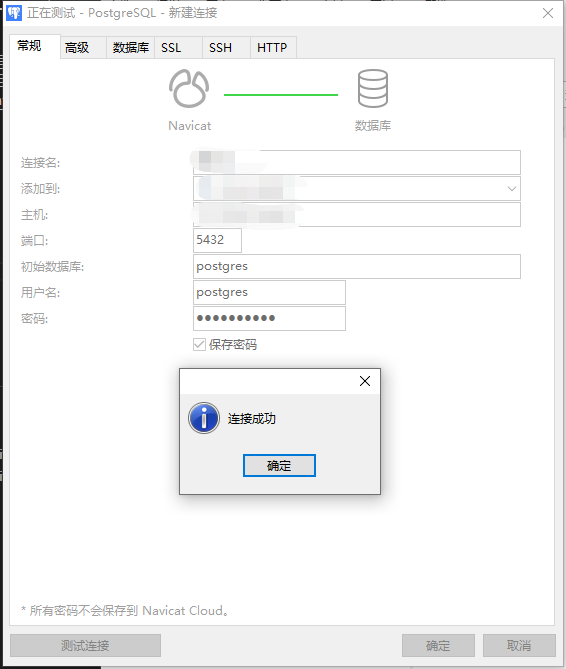 正在测试 - PostgreSQL - 新建连接
常规 高级 数据库 SSL SSH HTTP
Navicat 数据库
连接名:
添加到:
主机:
端口: 5432
初始数据库: postgres
用户名: postgres
密码: ●●●●●●●●●●
保存密码
连接成功
确定
* 所有密码不会保存到 Navicat Cloud。
测试连接 确定 取消